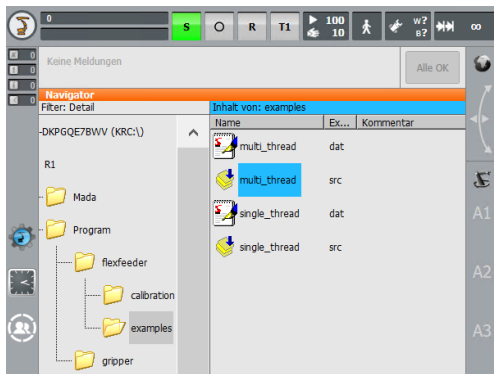 0
S
O
R
T1
100
10
W?
B?
∞
0
0
0
0
Keine Meldungen
Alle OK
Navigator
Filter: Detail
Inhalt von: examples
Name Ex... Kommentar
-DKPGQE7BWV (KRC:\)
R1
Mada
Program
flexfeeder
calibration
examples
gripper
multi_thread dat
multi_thread src
single_thread dat
single_thread src
A1
A2
A3